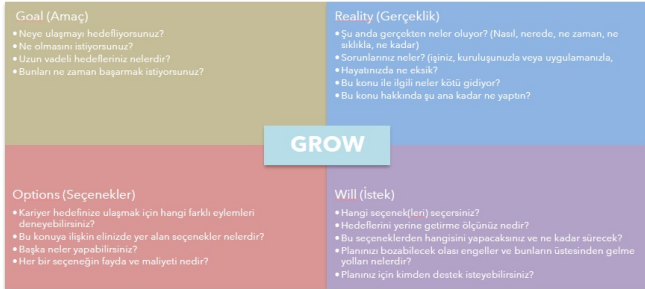 Goal (Amaç)
• Neye ulaşmayı hedefliyorsunuz?
• Ne olmasını istiyorsunuz?
• Uzun vadeli hedefleriniz nelerdir?
• Bunları ne zaman başarmak istiyorsunuz?
Reality (Gerçeklik)
• Şu anda gerçekten neler oluyor? (Nasıl, nerede, ne zaman, ne
sıklıkla, ne kadar)
• Sorunlarınız neler? (işiniz, kuruluşunuzla veya uygulamanızla,
• Hayatınızda ne eksik?
• Bu konu ile ilgili neler kötü gidiyor?
• Bu konu hakkında şu ana kadar ne yaptın?
GROW
Options (Seçenekler)
• Kariyer hedefinize ulaşmak için hangi farklı eylemleri
deneyebilirsiniz?
• Bu konuya ilişkin elinizde yer alan seçenekler nelerdir?
• Başka neler yapabilirsiniz?
• Her bir seçeneğin fayda ve maliyeti nedir?
Will (İstek)
• Hangi seçenek(leri) seçersiniz?
• Hedeflerini yerine getirme ölçünüz nedir?
• Bu seçeneklerden hangisini yapacaksınız ve ne kadar sürecek?
• Planınızı bozabilecek olası engeller ve bunların üstesinden gelme
yolları nelerdir?
• Planınız için kimden destek isteyebilirsiniz?